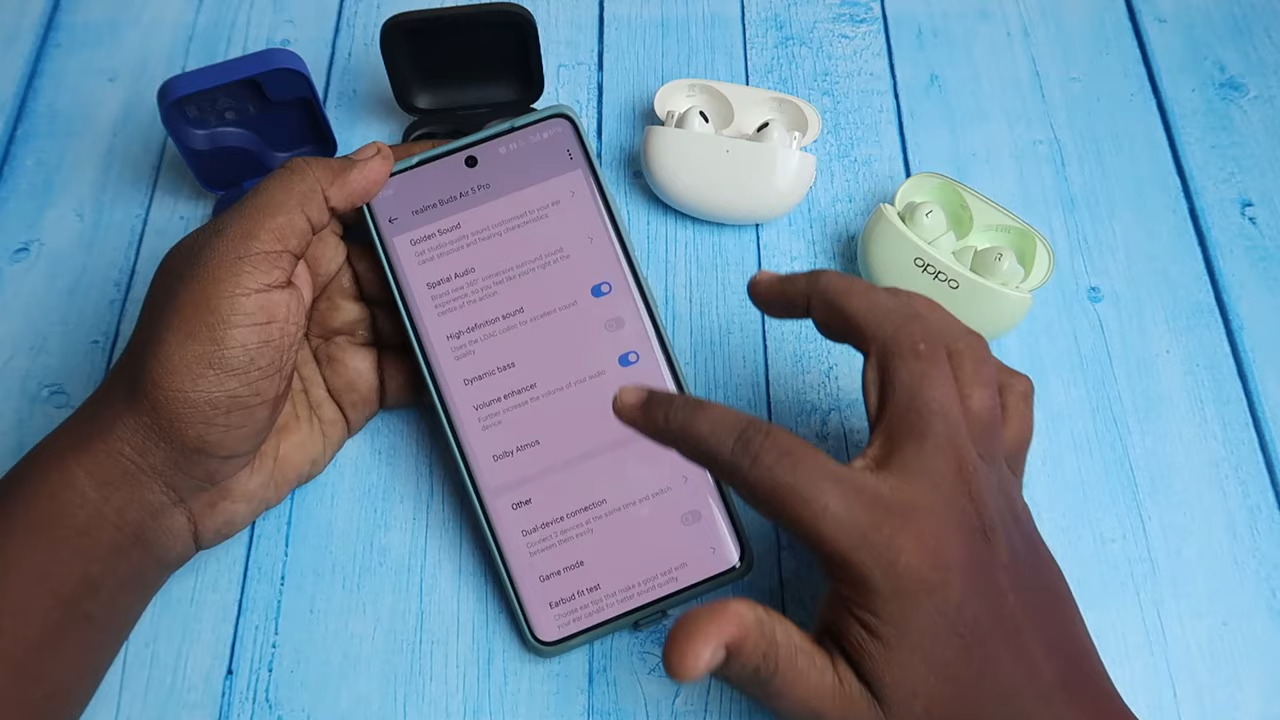 realme Buds Air 5 Pro
Golden Sound
Get studio-quality sound customised to your ear
canal structure and hearing characteristics.
Spatial Audio
Brand new 360° immersive surround sound
experience, so you feel like you're right at the
centre of the action.
High-definition sound
Uses the LDAC codec for excellent sound
quality
Dynamic bass
Volume enhancer
Further increase the volume of your audio
device
Dolby Atmos
Other
Dual-device connection
Connect 2 devices at the same time and switch
between them easily
Game mode
Earbud fit test
Choose ear tips that make a good seal with
your ear canals for better sound quality
L
R
oppo